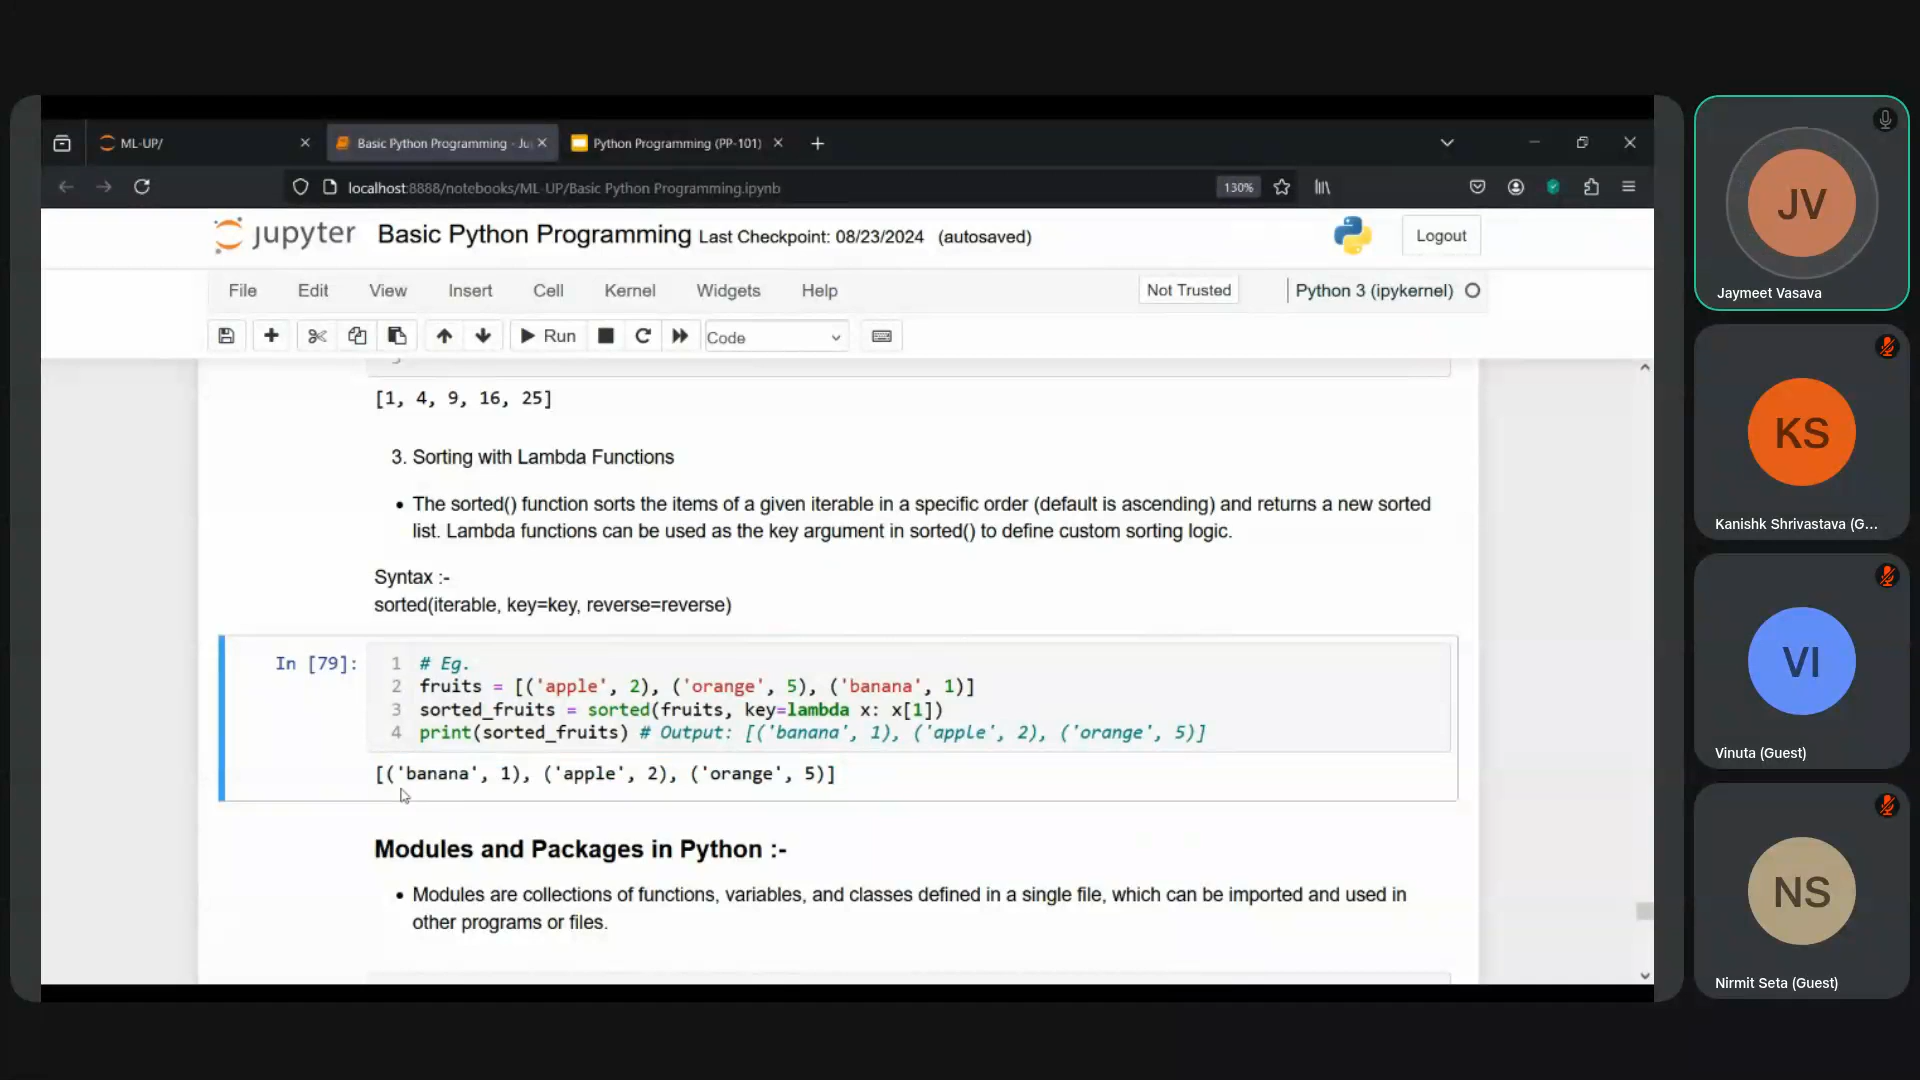 ML-UP/
Basic Python Programming - Ju
Python Programming (PP-101)
localhost:8888/notebooks/ML-UP/Basic Python Programming.ipynb
130%
jupyter
Basic Python Programming Last Checkpoint: 08/23/2024 (autosaved)
Logout
File Edit View Insert Cell Kernel Widgets Help
Not Trusted
Python 3 (ipykernel)
Run
Code
[1, 4, 9, 16, 25]
3. Sorting with Lambda Functions
• The sorted() function sorts the items of a given iterable in a specific order (default is ascending) and returns a new sorted
list. Lambda functions can be used as the key argument in sorted() to define custom sorting logic.
Syntax :-
sorted(iterable, key=key, reverse=reverse)
In [79]:
1 # Eg.
2 fruits = [('apple', 2), ('orange', 5), ('banana', 1)]
3 sorted_fruits = sorted(fruits, key=lambda x: x[1])
4 print(sorted_fruits) # Output: [('banana', 1), ('apple', 2), ('orange', 5)]
[('banana', 1), ('apple', 2), ('orange', 5)]
Modules and Packages in Python :-
• Modules are collections of functions, variables, and classes defined in a single file, which can be imported and used in
other programs or files.
JV
Jaymeet Vasava
KS
Kanishk Shrivastava (G...
VI
Vinuta (Guest)
NS
Nirmit Seta (Guest)